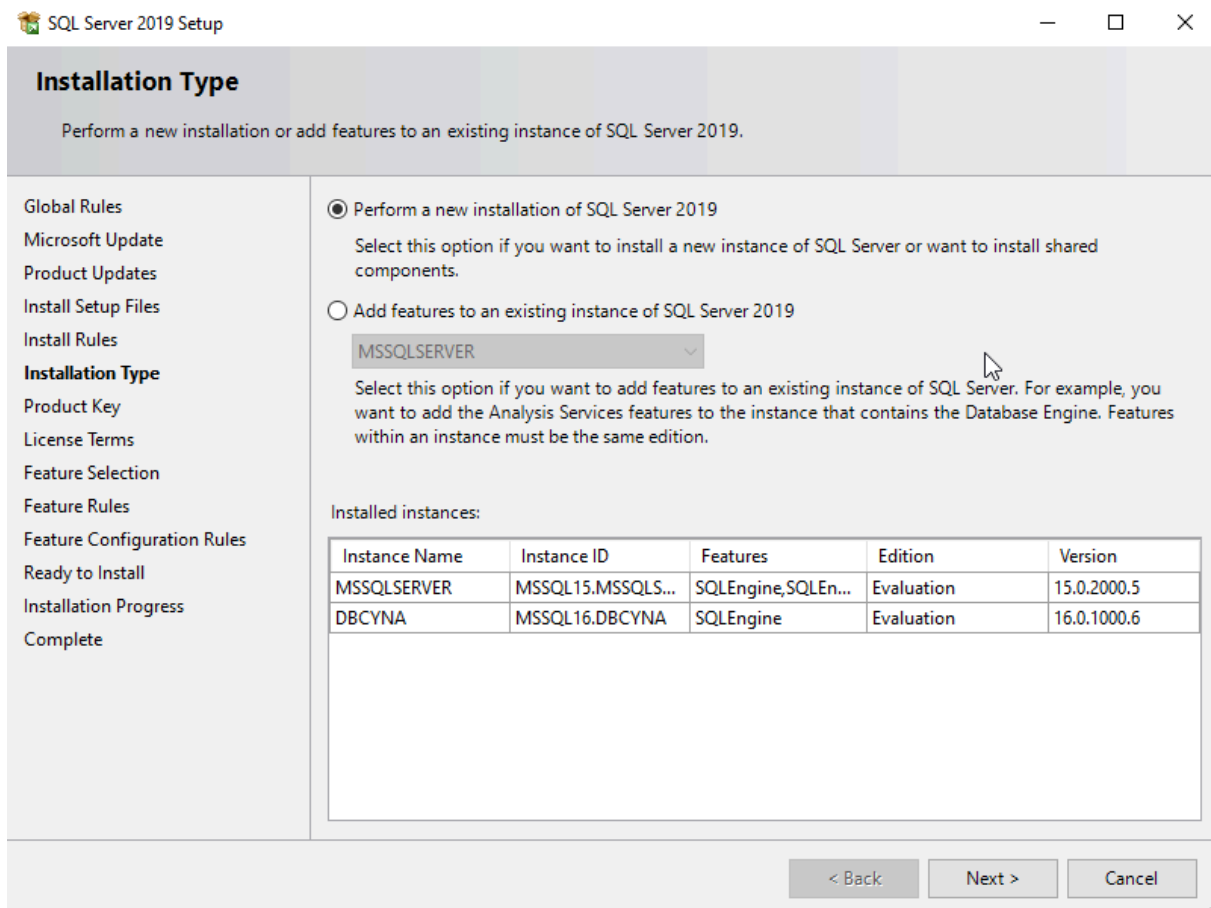 SQL Server 2019 Setup
Installation Type
Perform a new installation or add features to an existing instance of SQL Server 2019.
Global Rules
Microsoft Update
Product Updates
Install Setup Files
Install Rules
Installation Type
Product Key
License Terms
Feature Selection
Feature Rules
Feature Configuration Rules
Ready to Install
Installation Progress
Complete
Perform a new installation of SQL Server 2019
Select this option if you want to install a new instance of SQL Server or want to install shared
components.
Add features to an existing instance of SQL Server 2019
MSSQLSERVER
Select this option if you want to add features to an existing instance of SQL Server. For example, you
want to add the Analysis Services features to the instance that contains the Database Engine. Features
within an instance must be the same edition.
Installed instances:
Instance Name Instance ID Features Edition Version
MSSQLSERVER MSSQL15.MSSQLS... SQLEngine,SQLEn... Evaluation 15.0.2000.5
DBCYNA MSSQL16.DBCYNA SQLEngine Evaluation 16.0.1000.6
< Back Next > Cancel